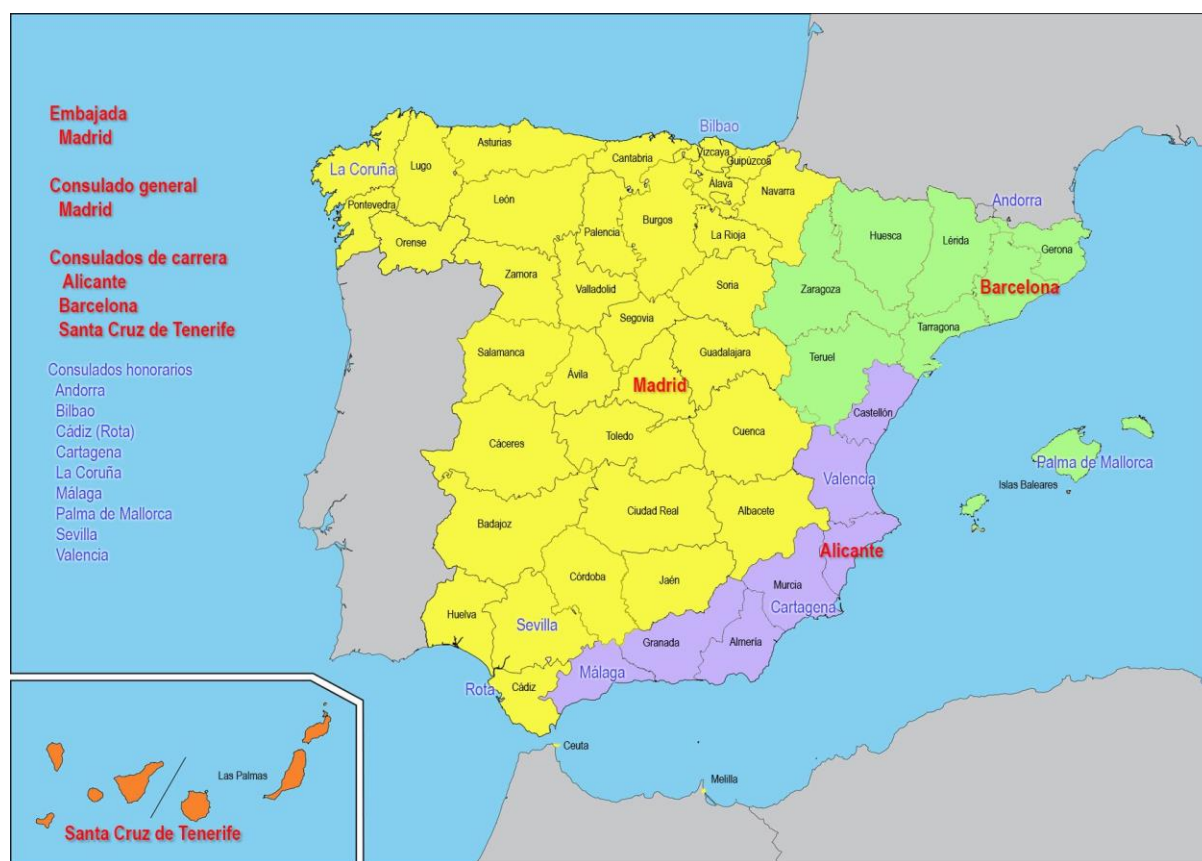 Embajada
Madrid
Consulado general
Madrid
Consulados de carrera
Alicante
Barcelona
Santa Cruz de Tenerife
Consulados honorarios
Andorra
Bilbao
Cádiz (Rota)
Cartagena
La Coruña
Málaga
Palma de Mallorca
Sevilla
Valencia
Bilbao
Asturias
Cantabria
Vizcaya
Guipúzcoa
La Coruña
Lugo
Álava
Navarra
León
Pontevedra
Palencia
Burgos
La Rioja
Orense
Andorra
Huesca
Lérida
Gerona
Zamora
Valladolid
Soria
Zaragoza
Barcelona
Segovia
Tarragona
Salamanca
Guadalajara
Teruel
Ávila
Madrid
Castellón
Cáceres
Toledo
Cuenca
Palma de Mallorca
Valencia
Islas Baleares
Badajoz
Ciudad Real
Albacete
Alicante
Córdoba
Jaén
Murcia
Cartagena
Huelva
Sevilla
Granada
Almería
Málaga
Rota
Cádiz
Ceuta
Melilla
Las Palmas
Santa Cruz de Tenerife